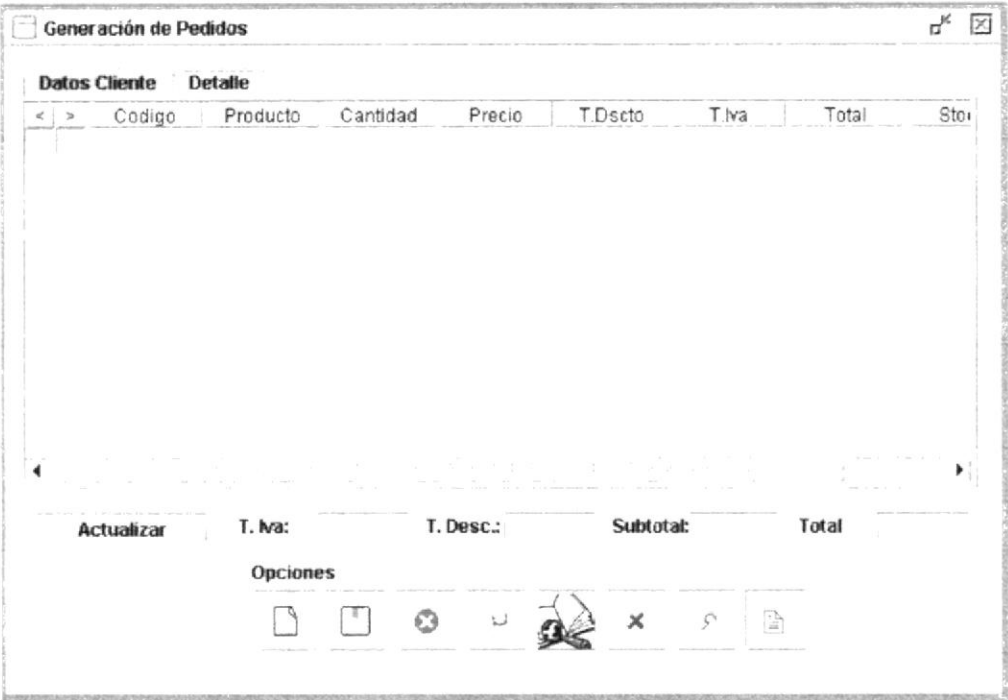 Generación de Pedidos
Datos Cliente Detalle
< > Codigo Producto Cantidad Precio T.Dscto T.Iva Total Sto
Actualizar T. Iva: T. Desc.: Subtotal: Total
Opciones